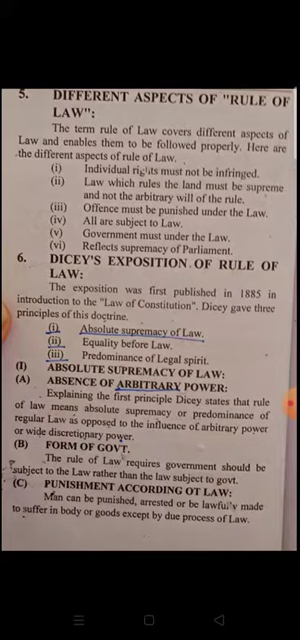 5. DIFFERENT ASPECTS OF "RULE OF
LAW":
The term rule of Law covers different aspects of
Law and enables them to be followed properly. Here are
the different aspects of rule of Law.
(i) Individual rights must not be infringed.
(ii) Law which rules the land must be supreme
and not the arbitrary will of the rule.
(iii) Offence must be punished under the Law.
(iv) All are subject to Law.
(v) Government must under the Law.
(vi) Reflects supremacy of Parliament.
6. DICEY'S EXPOSITION OF RULE OF
LAW:
The exposition was first published in 1885 in
introduction to the "Law of Constitution". Dicey gave three
principles of this doctrine.
(i) Absolute supremacy of Law.
(ii) Equality before Law.
(iii) Predominance of Legal spirit.
(I) ABSOLUTE SUPREMACY OF LAW:
(A) ABSENCE OF ARBITRARY POWER:
Explaining the first principle Dicey states that rule
of law means absolute supremacy or predominance of
regular Law as opposed to the influence of arbitrary power
or wide discretionary power.
(B) FORM OF GOVT.
The rule of Law requires government should be
subject to the Law rather than the law subject to govt.
(C) PUNISHMENT ACCORDING OT LAW:
Man can be punished, arrested or be lawfully made
to suffer in body or goods except by due process of Law.